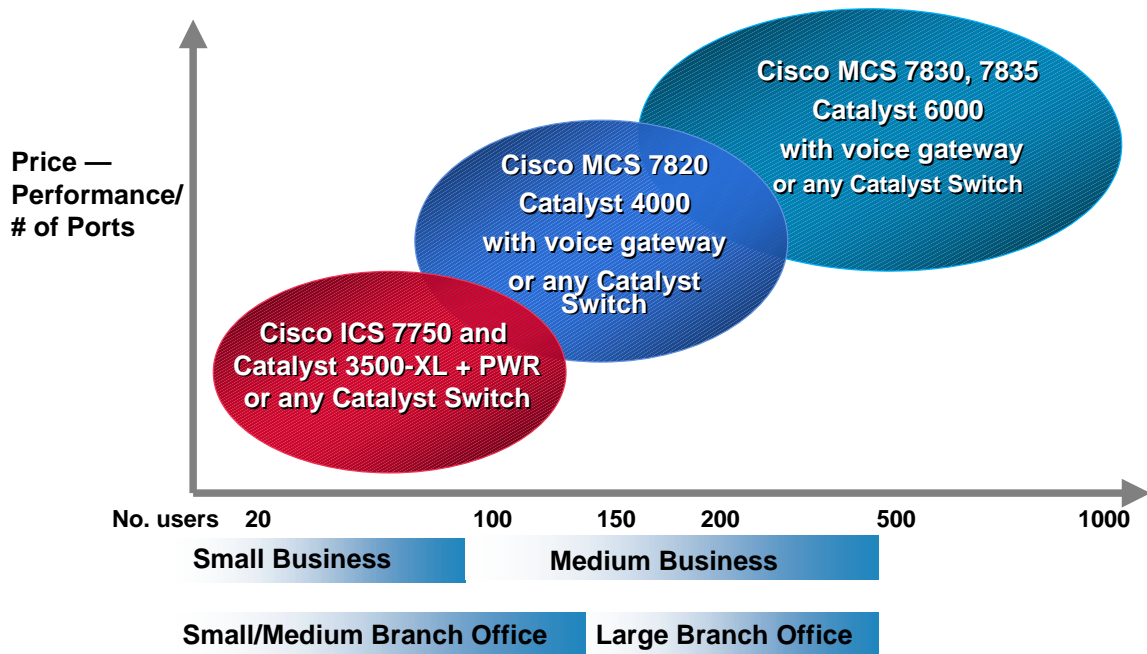 Price —
Performance/
# of Ports
Cisco MCS 7830, 7835
Catalyst 6000
with voice gateway
or any Catalyst Switch
Cisco MCS 7820
Catalyst 4000
with voice gateway
or any Catalyst
Switch
Cisco ICS 7750 and
Catalyst 3500-XL + PWR
or any Catalyst Switch
No. users 20 100 150 200 500 1000
Small Business Medium Business
Small/Medium Branch Office Large Branch Office